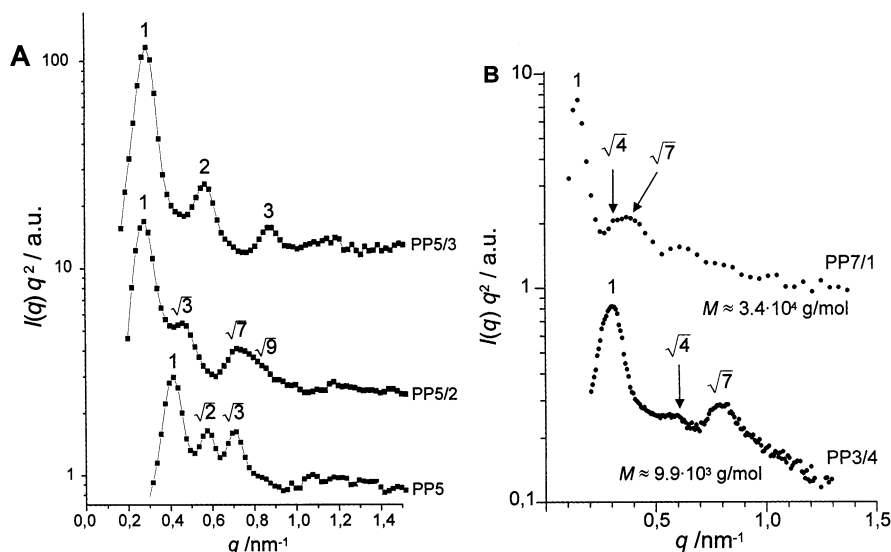 A
I(q) q² / a.u.
100
10
1
1
2
3
PP5/3
1
√3
√7
√9
PP5/2
1
√2
√3
PP5
0,0 0,2 0,4 0,6 0,8 1,0 1,2 1,4
q /nm⁻¹
B
I(q) q² / a.u.
10
1
0,1
1
√4
√7
PP7/1
M ≈ 3.4·10⁴ g/mol
1
√4
√7
PP3/4
M ≈ 9.9·10³ g/mol
0,5 1,0 1,5
q /nm⁻¹